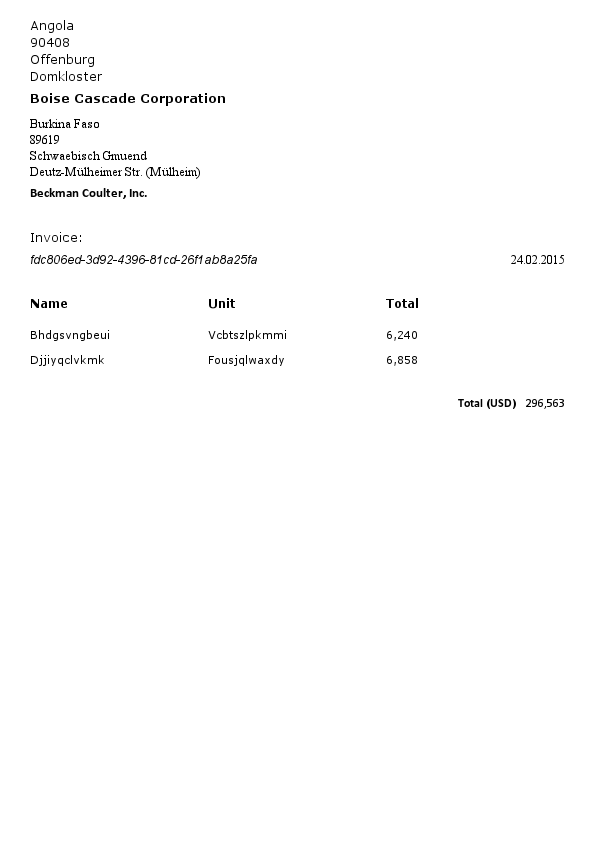 Angola
90408
Offenburg
Domkloster
Boise Cascade Corporation
Burkina Faso
89619
Schwaebisch Gmuend
Deutz-Mülheimer Str. (Mülheim)
Beckman Coulter, Inc.
Invoice:
fdc806ed-3d92-4396-81cd-26f1ab8a25fa 24.02.2015
Name Unit Total
Bhdgsvngbeui Vcbtszlpkmmi 6,240
Djjiyqclvkmk Fousjqlwaxdy 6,858
Total (USD) 296,563